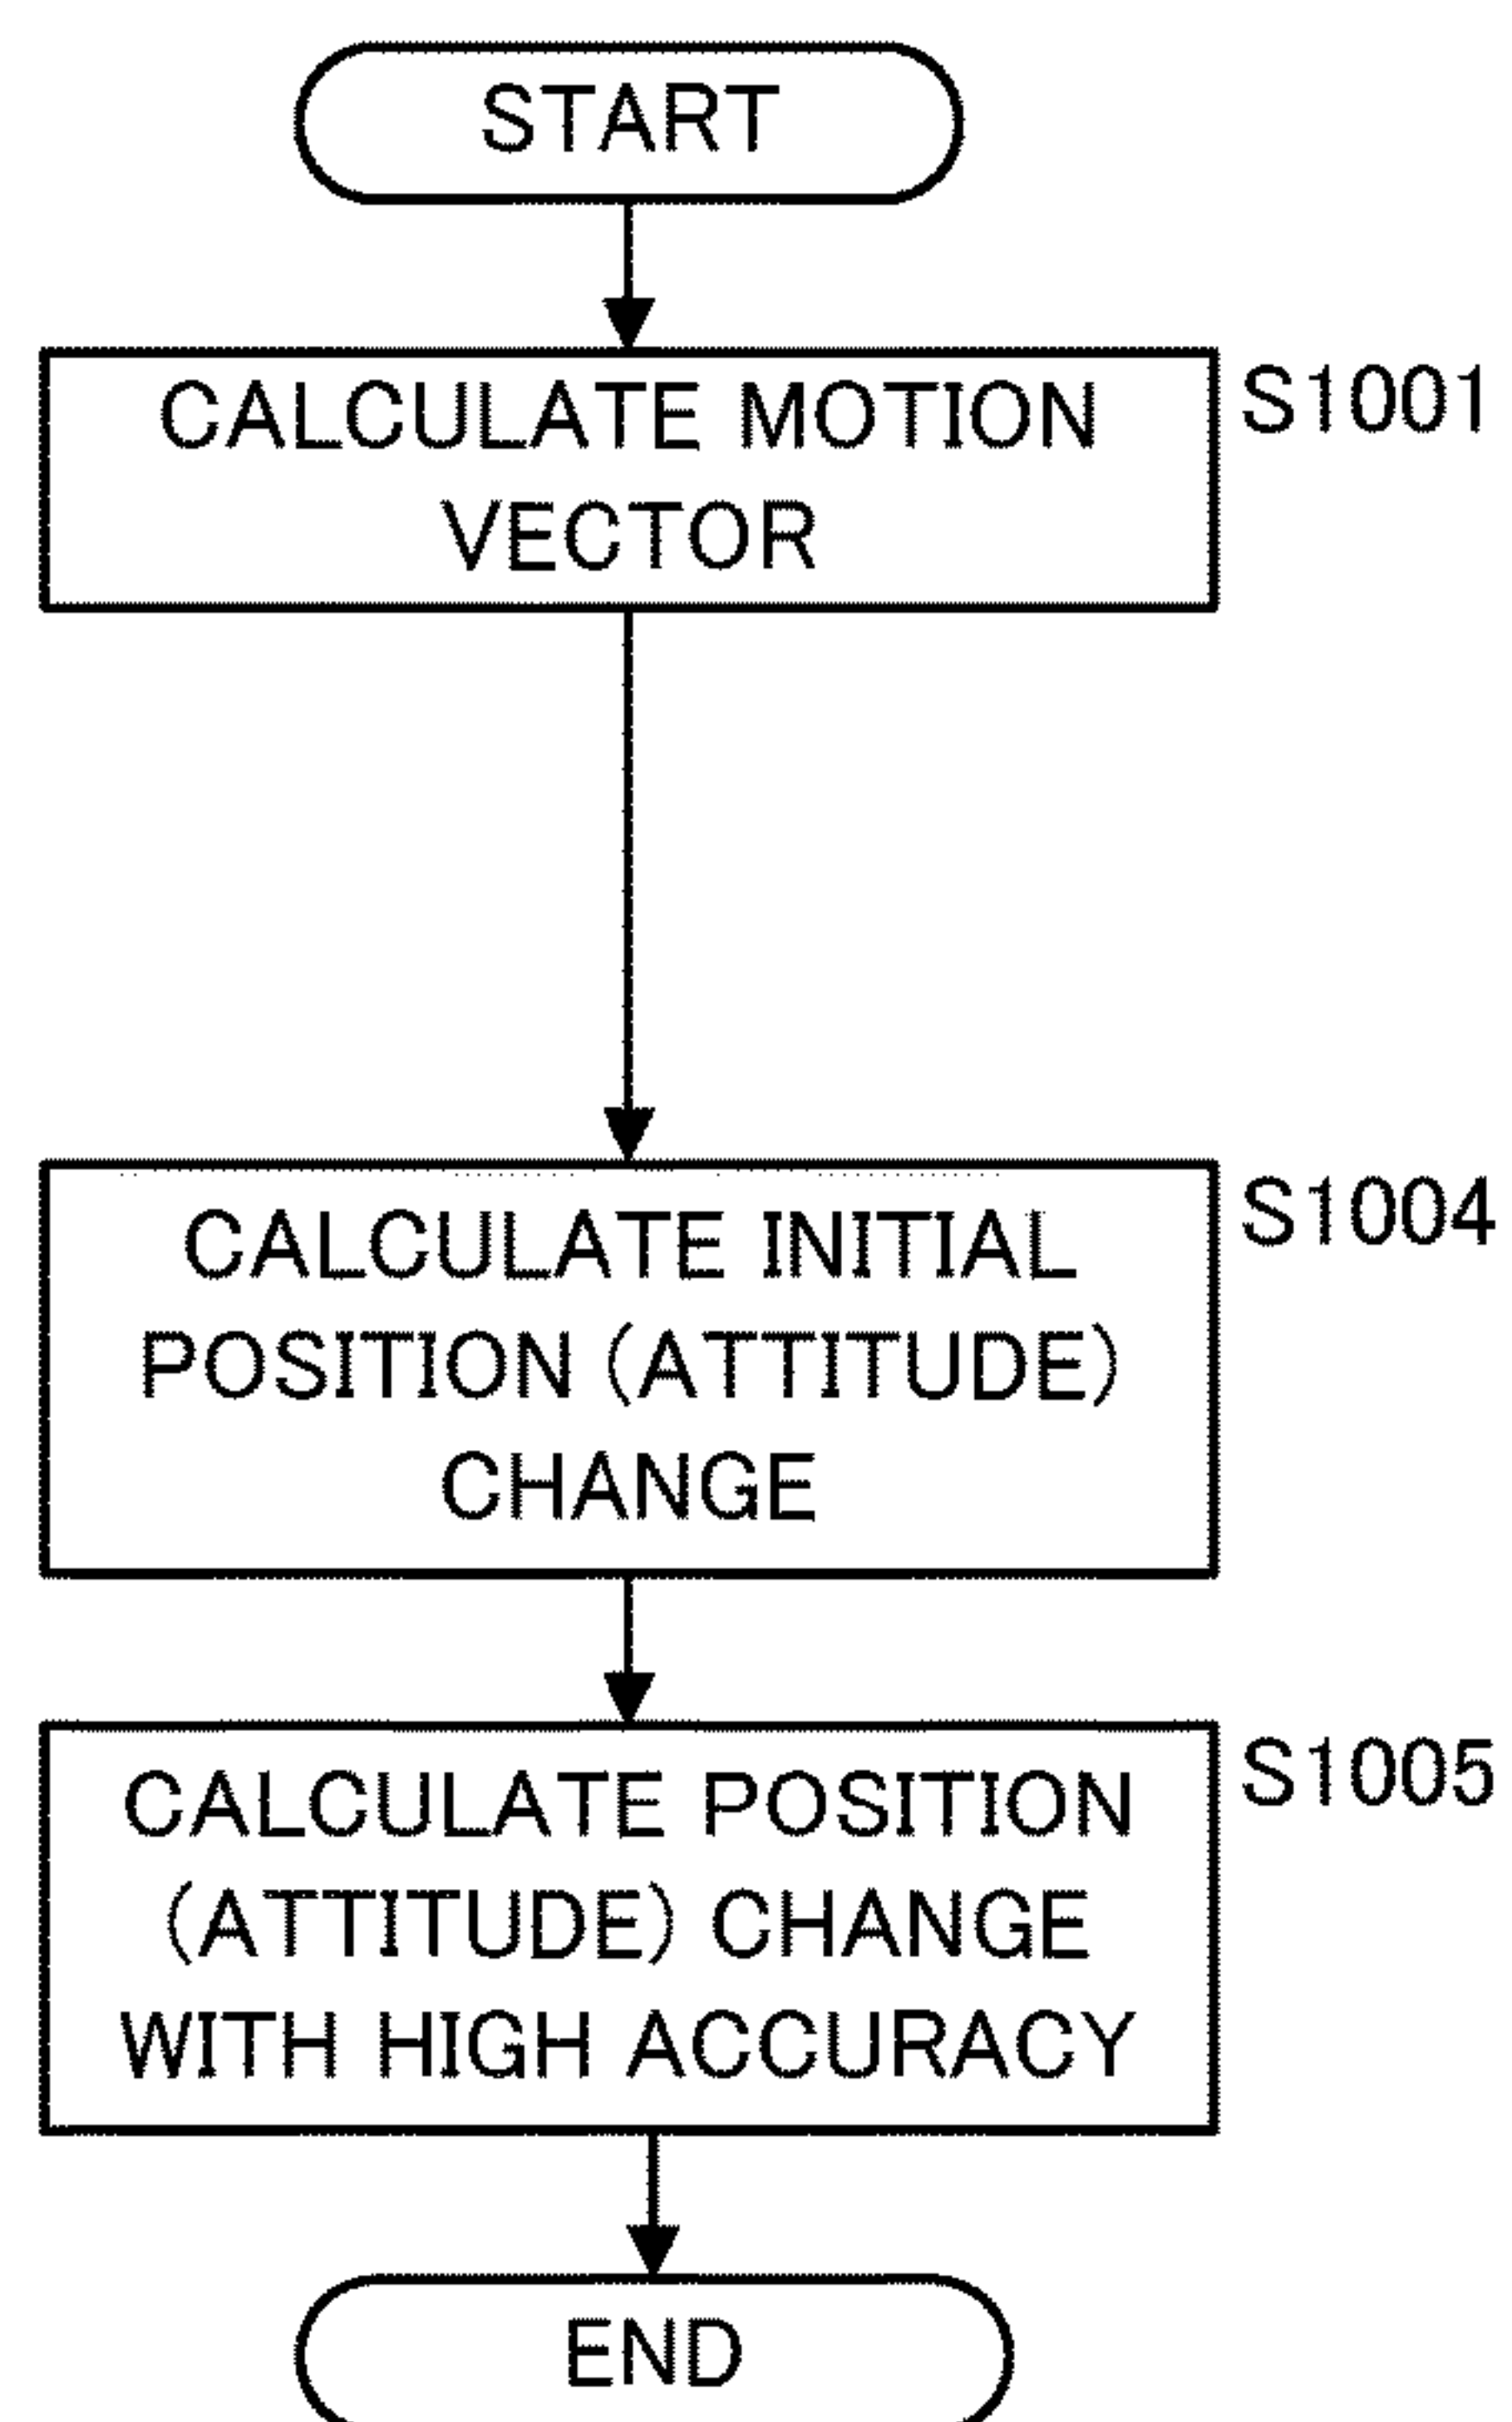 START
CALCULATE MOTION
VECTOR
S1001
CALCULATE INITIAL
POSITION (ATTITUDE)
CHANGE
S1004
CALCULATE POSITION
(ATTITUDE) CHANGE
WITH HIGH ACCURACY
S1005
END